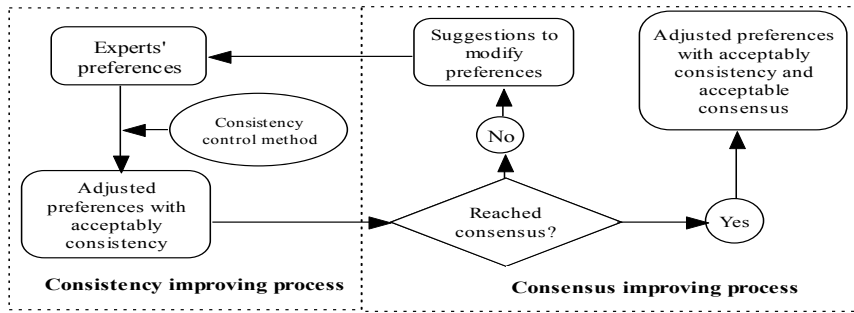 Experts'
preferences
Consistency
control method
Adjusted
preferences with
acceptably
consistency
Consistency improving process
Suggestions to
modify
preferences
No
Reached
consensus?
Yes
Adjusted preferences
with acceptably
consistency and
acceptable
consensus
Consensus improving process